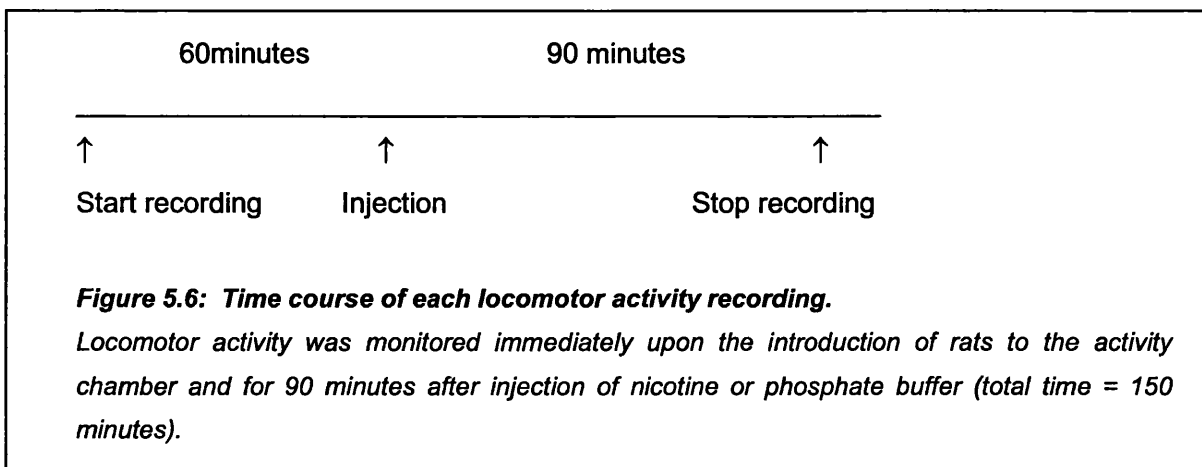 60minutes 90 minutes
↑ ↑ ↑
Start recording Injection Stop recording
Figure 5.6: Time course of each locomotor activity recording.
Locomotor activity was monitored immediately upon the introduction of rats to the activity
chamber and for 90 minutes after injection of nicotine or phosphate buffer (total time = 150
minutes).